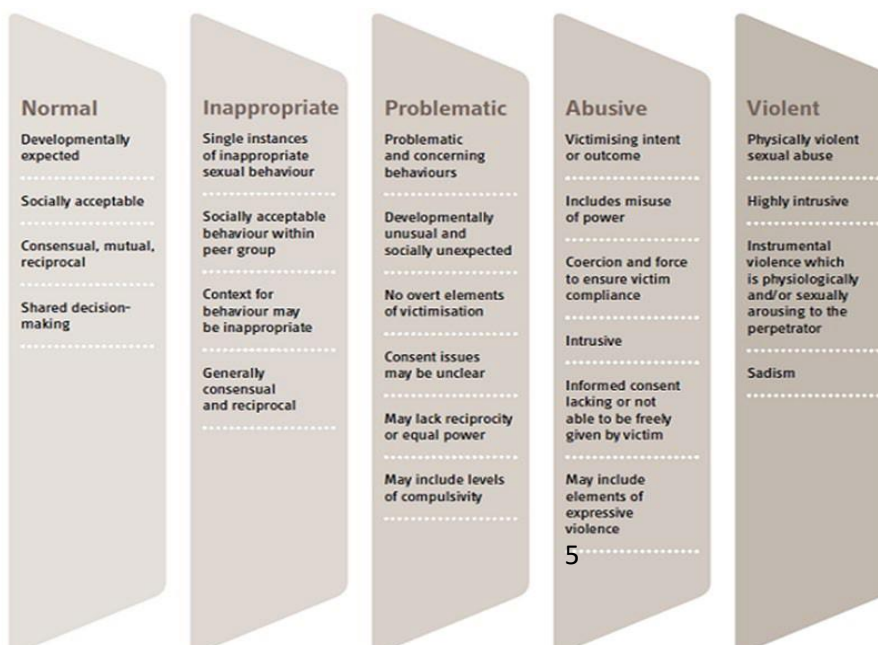 Normal
Developmentally
expected
Socially acceptable
Consensual, mutual,
reciprocal
Shared decision-
making
Inappropriate
Single instances
of inappropriate
sexual behaviour
Socially acceptable
behaviour within
peer group
Context for
behaviour may
be inappropriate
Generally
consensual
and reciprocal
Problematic
Problematic
and concerning
behaviours
Developmentally
unusual and
socially unexpected
No overt elements
of victimisation
Consent issues
may be unclear
May lack reciprocity
or equal power
May include levels
of compulsivity
Abusive
Victimising intent
or outcome
Includes misuse
of power
Coercion and force
to ensure victim
compliance
Intrusive
Informed consent
lacking or not
able to be freely
given by victim
May include
elements of
expressive
violence
5
Violent
Physically violent
sexual abuse
Highly intrusive
Instrumental
violence which
is physiologically
and/or sexually
arousing to the
perpetrator
Sadism